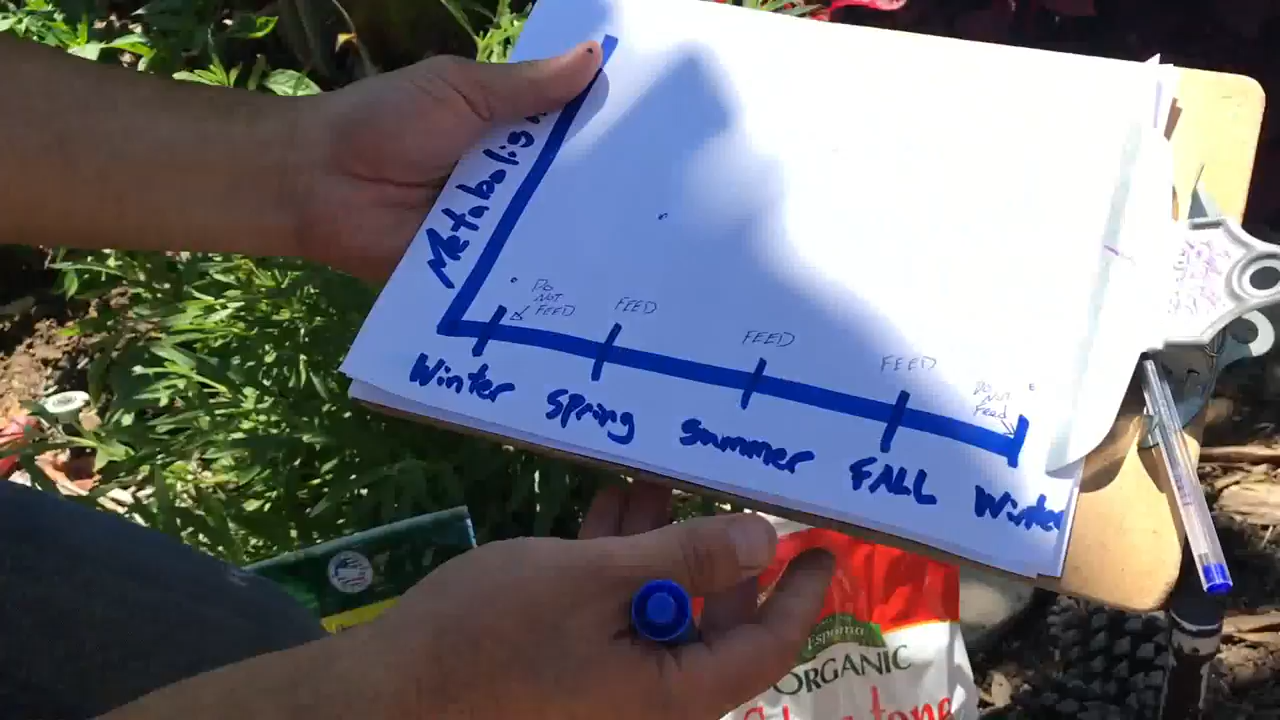 Metabolism
DO
NOT
FEED
FEED
FEED
FEED
Do
Not
Feed
Winter
Spring
Summer
FALL
Winter
Espoma
ORGANIC